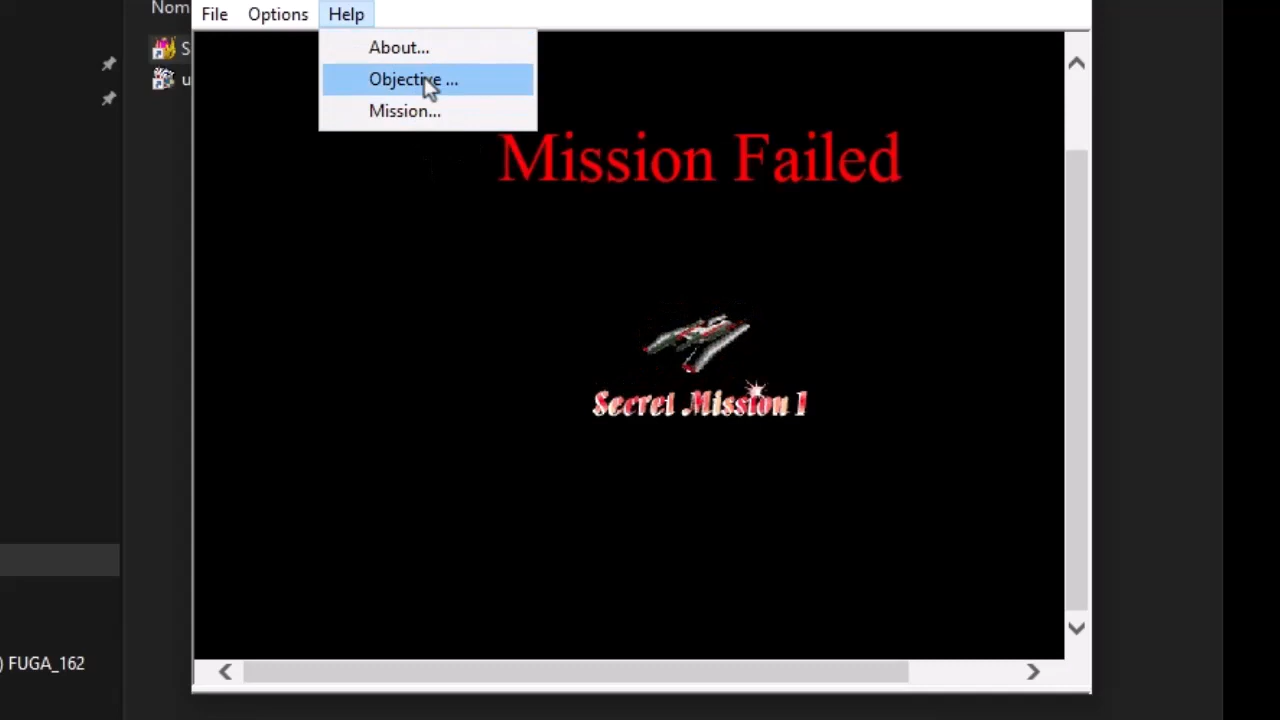 Nom
File Options Help
S
About...
Objective ...
u
Mission...
Mission Failed
Secret Mission 1
) FUGA_162